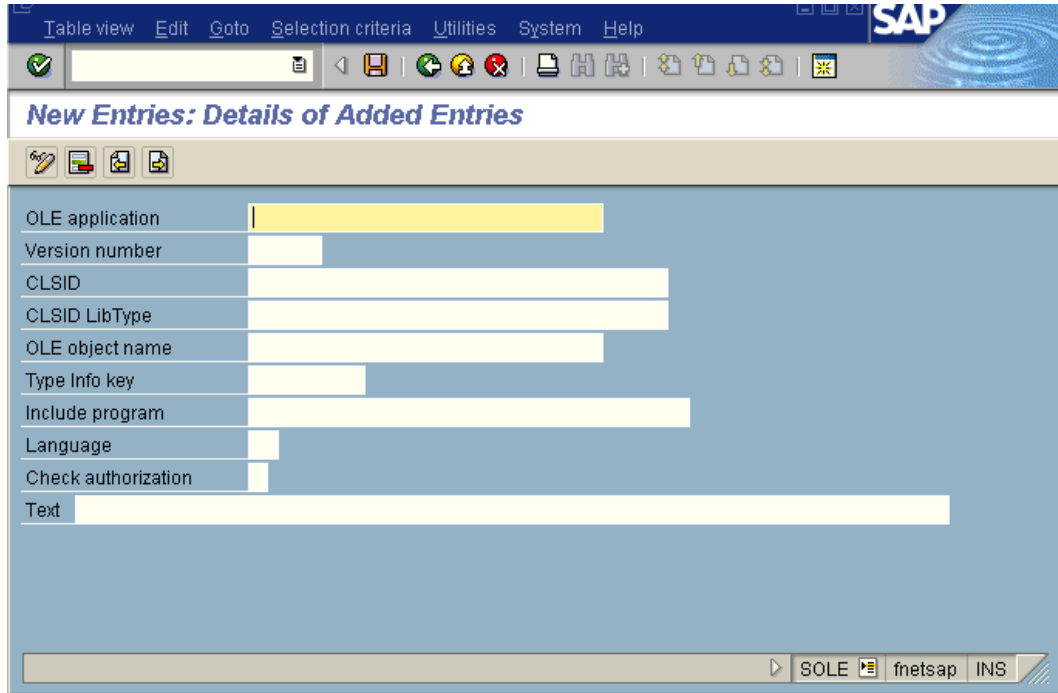 Table view Edit Goto Selection criteria Utilities System Help
SAP
New Entries: Details of Added Entries
OLE application
Version number
CLSID
CLSID LibType
OLE object name
Type Info key
Include program
Language
Check authorization
Text
SOLE fnetsap INS